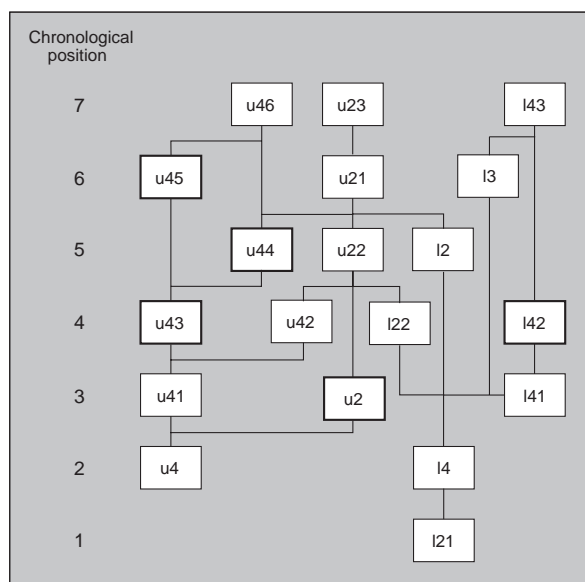 Chronological
position
7 u46 u23 l43
6 u45 u21 l3
5 u44 u22 l2
4 u43 u42 l22 l42
3 u41 u2 l41
2 u4 l4
1 l21